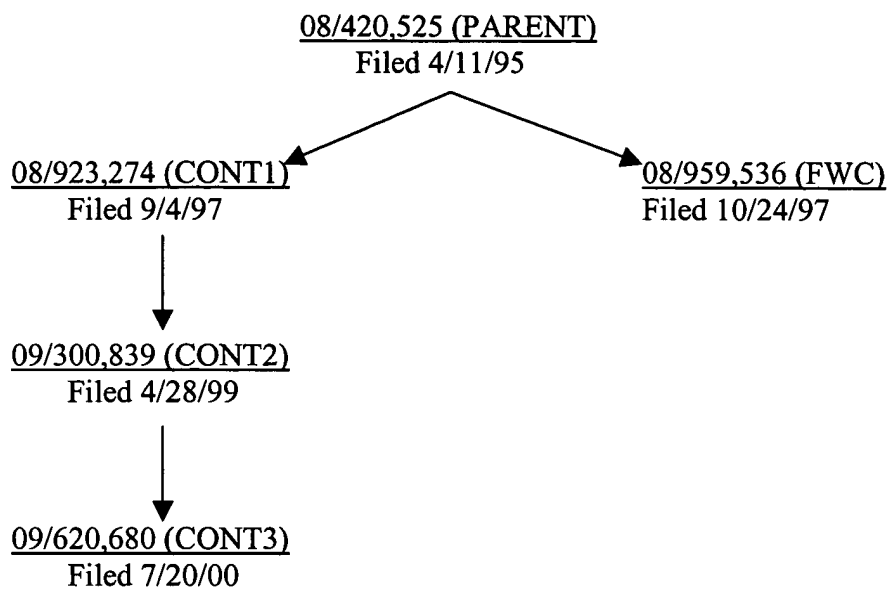 08/420,525 (PARENT)
Filed 4/11/95
08/923,274 (CONT1)
Filed 9/4/97
08/959,536 (FWC)
Filed 10/24/97
09/300,839 (CONT2)
Filed 4/28/99
09/620,680 (CONT3)
Filed 7/20/00